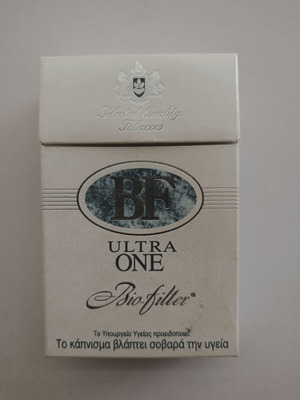 Selected Quality
Tobaccos
BF
ULTRA
ONE
Bio-filter®
Το Υπουργείο Υγείας προειδοποιεί:
Το κάπνισμα βλάπτει σοβαρά την υγεία